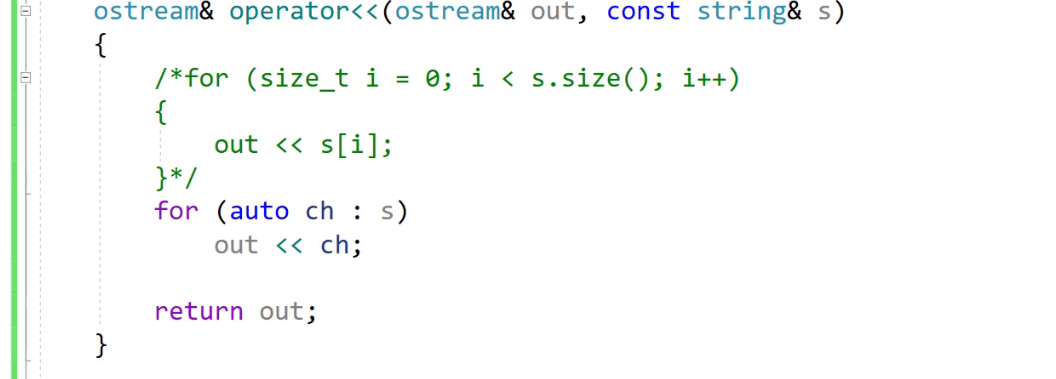 ostream& operator<<(ostream& out, const string& s)
{
/*for (size_t i = 0; i < s.size(); i++)
{
out << s[i];
}*/
for (auto ch : s)
out << ch;
return out;
}